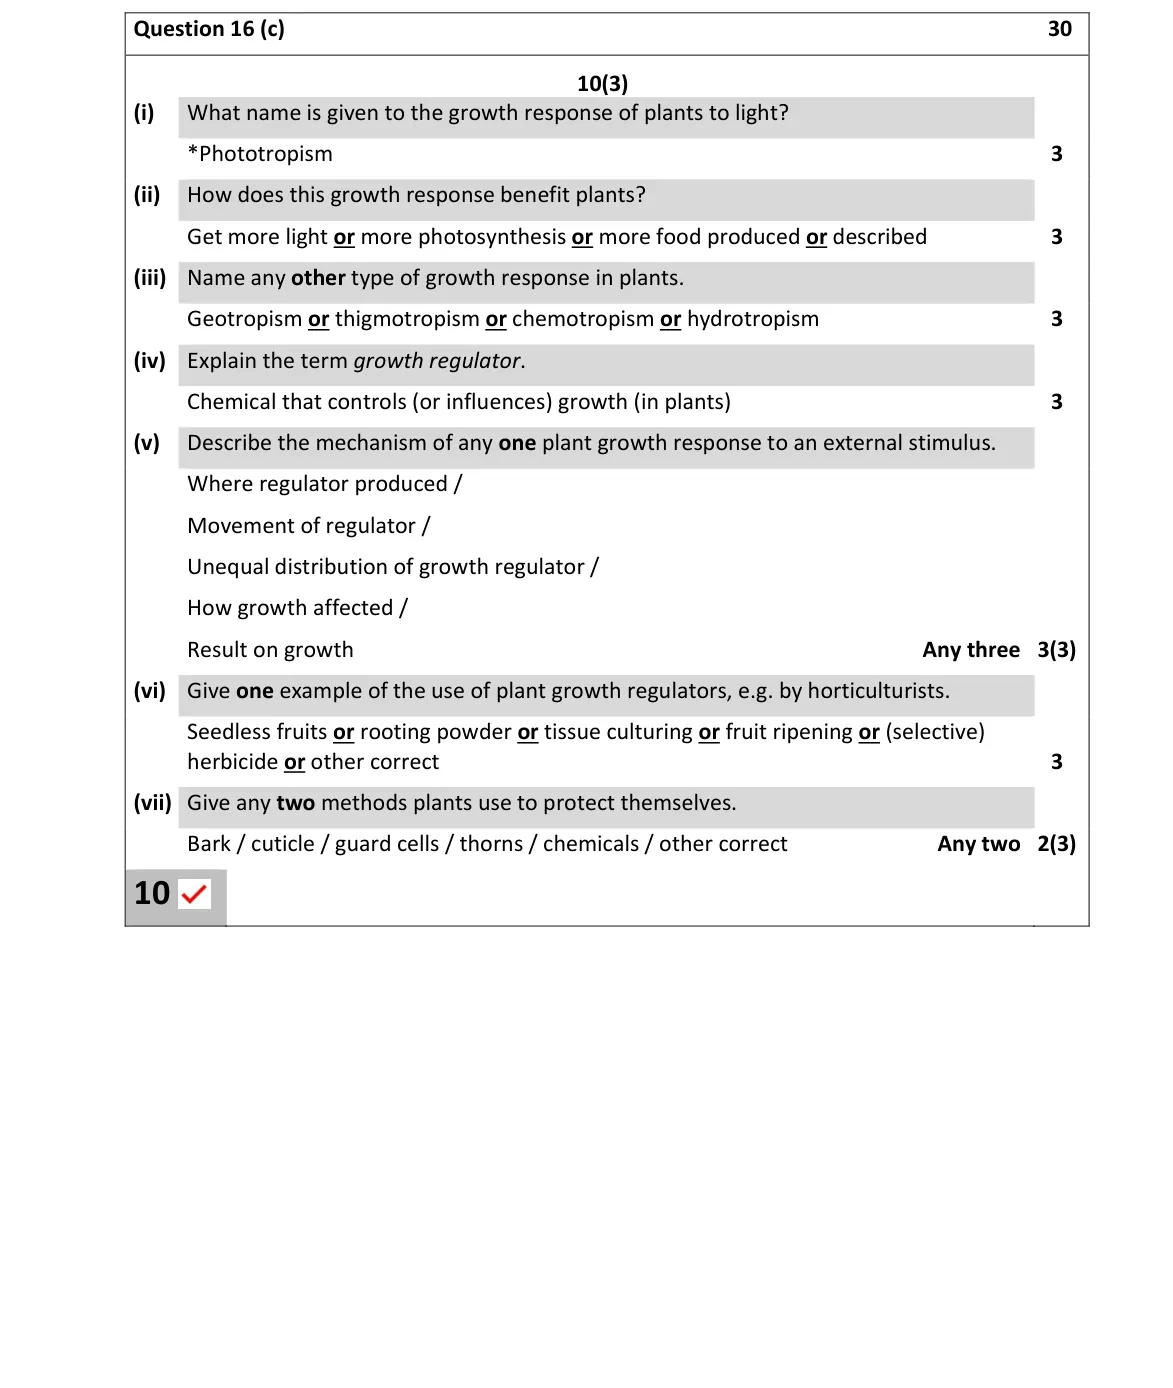 Question 16 (c) 30
10(3)
(i) What name is given to the growth response of plants to light?
*Phototropism 3
(ii) How does this growth response benefit plants?
Get more light or more photosynthesis or more food produced or described 3
(iii) Name any other type of growth response in plants.
Geotropism or thigmotropism or chemotropism or hydrotropism 3
(iv) Explain the term growth regulator.
Chemical that controls (or influences) growth (in plants) 3
(v) Describe the mechanism of any one plant growth response to an external stimulus.
Where regulator produced /
Movement of regulator /
Unequal distribution of growth regulator /
How growth affected /
Result on growth Any three 3(3)
(vi) Give one example of the use of plant growth regulators, e.g. by horticulturists.
Seedless fruits or rooting powder or tissue culturing or fruit ripening or (selective)
herbicide or other correct 3
(vii) Give any two methods plants use to protect themselves.
Bark / cuticle / guard cells / thorns / chemicals / other correct Any two 2(3)
10